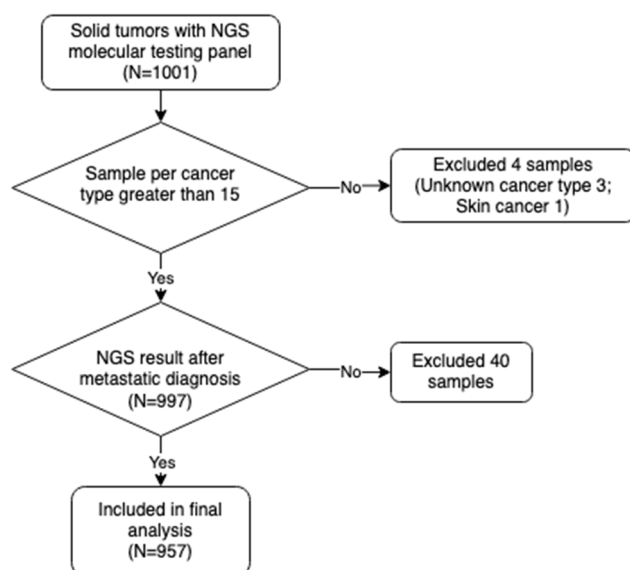 Solid tumors with NGS
molecular testing panel
(N=1001)
Sample per cancer
type greater than 15
No
Excluded 4 samples
(Unknown cancer type 3;
Skin cancer 1)
Yes
NGS result after
metastatic diagnosis
(N=997)
No
Excluded 40
samples
Yes
Included in final
analysis
(N=957)